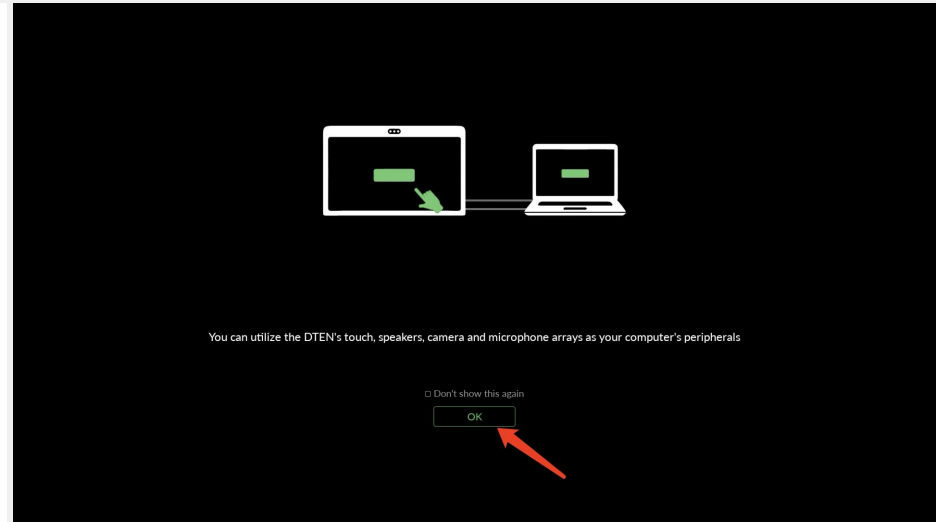 You can utilize the DTEN's touch, speakers, camera and microphone arrays as your computer's peripherals
Don't show this again
OK